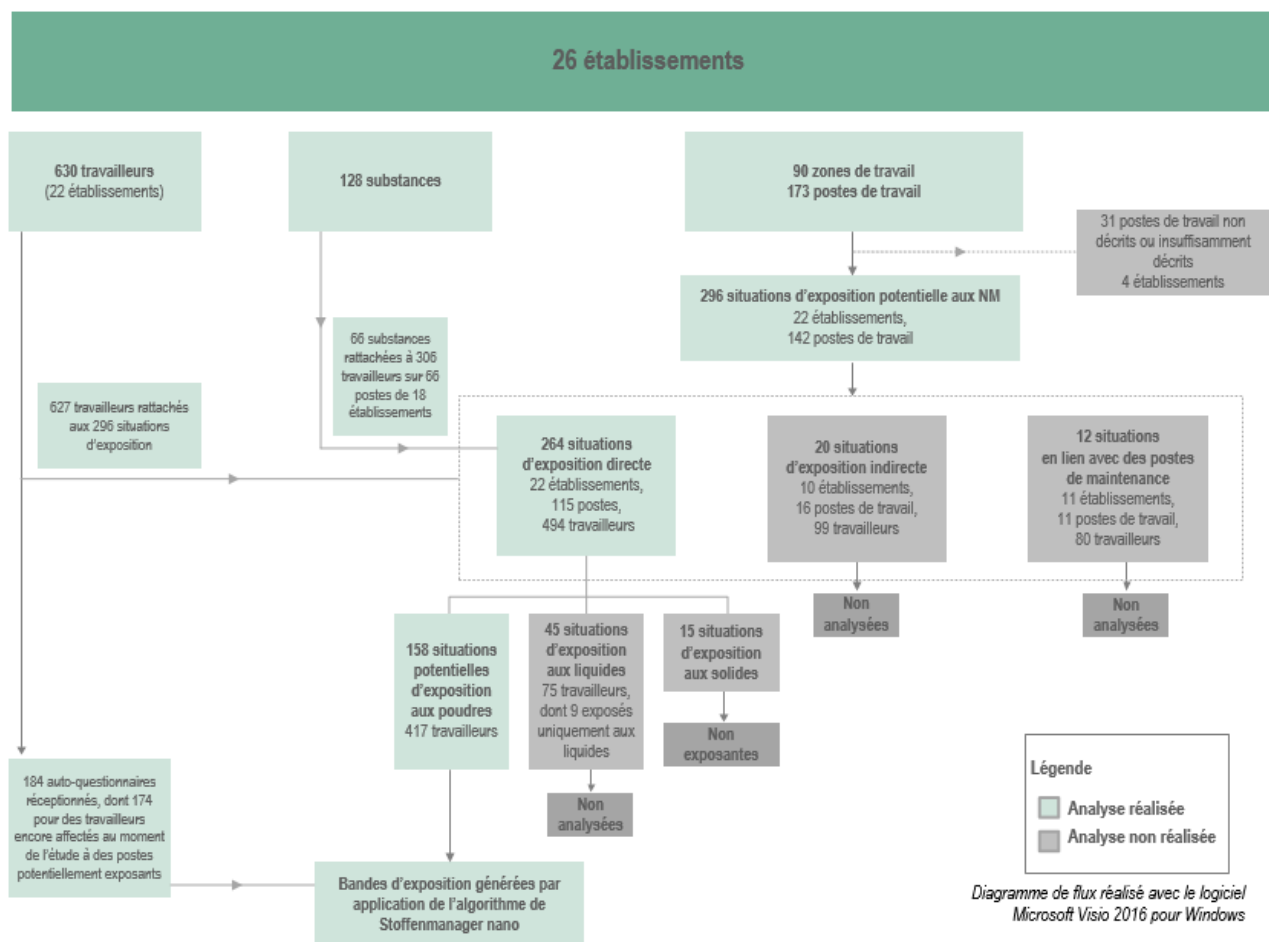 26 établissements
630 travailleurs
(22 établissements)
128 substances
90 zones de travail
173 postes de travail
31 postes de travail non
décrits ou insuffisamment
décrits
4 établissements
296 situations d'exposition potentielle aux NM
22 établissements,
142 postes de travail
66 substances
rattachées à 306
travailleurs sur 66
postes de 18
établissements
627 travailleurs rattachés
aux 296 situations
d'exposition
264 situations
d'exposition directe
22 établissements,
115 postes,
494 travailleurs
20 situations
d'exposition indirecte
10 établissements,
16 postes de travail,
99 travailleurs
12 situations
en lien avec des postes
de maintenance
11 établissements,
11 postes de travail,
80 travailleurs
Non
analysées
Non
analysées
158 situations
potentielles
d'exposition
aux poudres
417 travailleurs
45 situations
d'exposition
aux liquides
75 travailleurs,
dont 9 exposés
uniquement aux
liquides
15 situations
d'exposition
aux solides
Non
exposantes
Non
analysées
184 auto-questionnaires
réceptionnés, dont 174
pour des travailleurs
encore affectés au moment
de l'étude à des postes
potentiellement exposants
Bandes d'exposition générées par
application de l'algorithme de
Stoffenmanager nano
Légende
Analyse réalisée
Analyse non réalisée
Diagramme de flux réalisé avec le logiciel
Microsoft Visio 2016 pour Windows